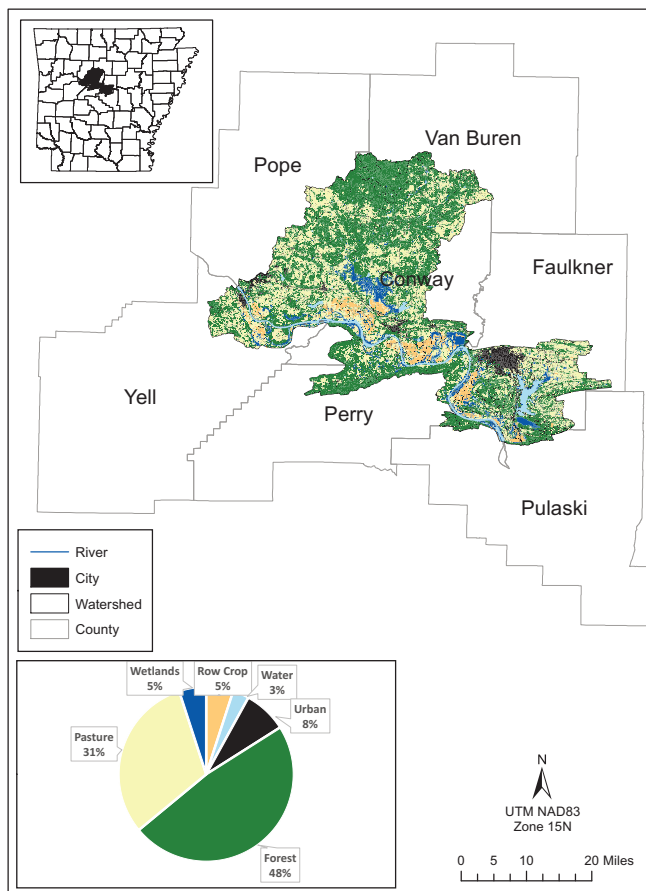 Van Buren
Pope
Conway
Faulkner
Yell
Perry
Pulaski
River
City
Watershed
County
Wetlands
5%
Row Crop
5%
Water
3%
Urban
8%
Pasture
31%
Forest
48%
N
UTM NAD83
Zone 15N
0 5 10 20 Miles